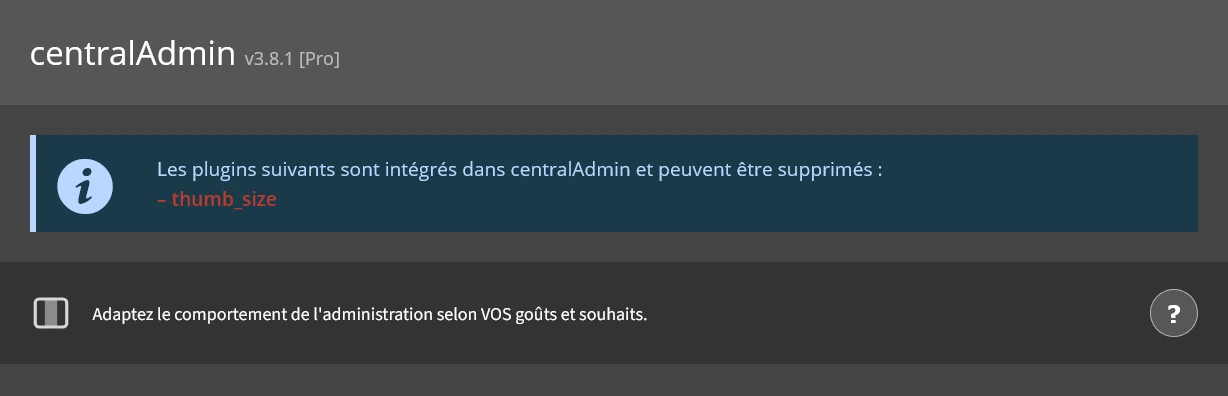 centralAdmin v3.8.1 [Pro]
Les plugins suivants sont intégrés dans centralAdmin et peuvent être supprimés :
– thumb_size
Adaptez le comportement de l'administration selon VOS goûts et souhaits.
?